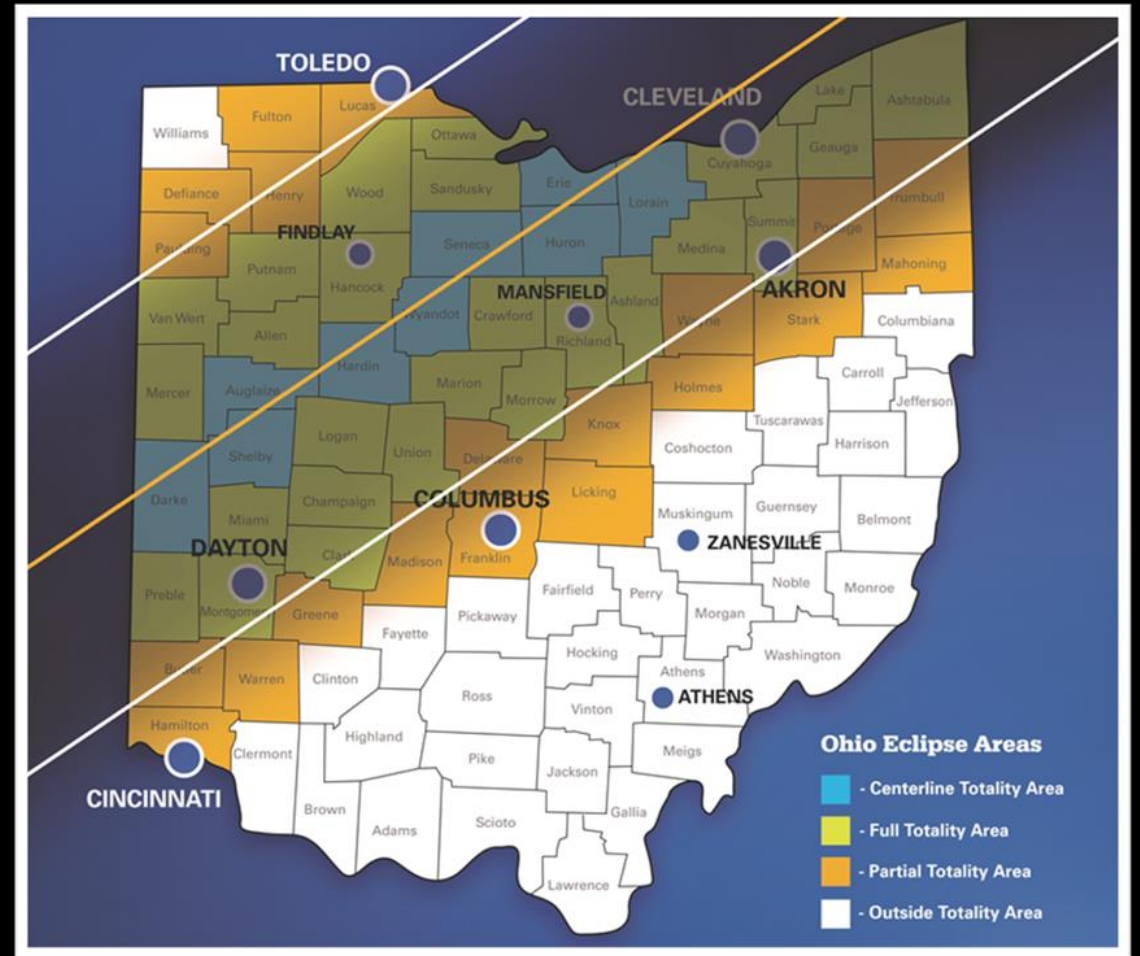 TOLEDO
CLEVELAND
Lake
Ashtabula
Williams
Fulton
Lucas
Ottawa
Geauga
Cuyahoga
Defiance
Henry
Wood
Sandusky
Erie
Lorain
Trumbull
Paulding
FINDLAY
Seneca
Huron
Medina
Summit
Portage
Putnam
Hancock
MANSFIELD
Ashland
AKRON
Mahoning
Van Wert
Allen
Wyandot
Crawford
Richland
Wayne
Stark
Columbiana
Mercer
Auglaize
Hardin
Marion
Morrow
Holmes
Carroll
Jefferson
Logan
Union
Knox
Tuscarawas
Harrison
Shelby
Delaware
Coshocton
Darke
Champaign
COLUMBUS
Licking
Muskingum
Guernsey
Belmont
Miami
DAYTON
Clark
Madison
Franklin
ZANESVILLE
Preble
Montgomery
Greene
Fairfield
Perry
Noble
Monroe
Fayette
Pickaway
Morgan
Butler
Warren
Clinton
Hocking
Athens
Washington
Ross
Vinton
ATHENS
Hamilton
Clermont
Highland
Pike
Jackson
Meigs
CINCINNATI
Brown
Adams
Scioto
Gallia
Lawrence
Ohio Eclipse Areas
- Centerline Totality Area
- Full Totality Area
- Partial Totality Area
- Outside Totality Area